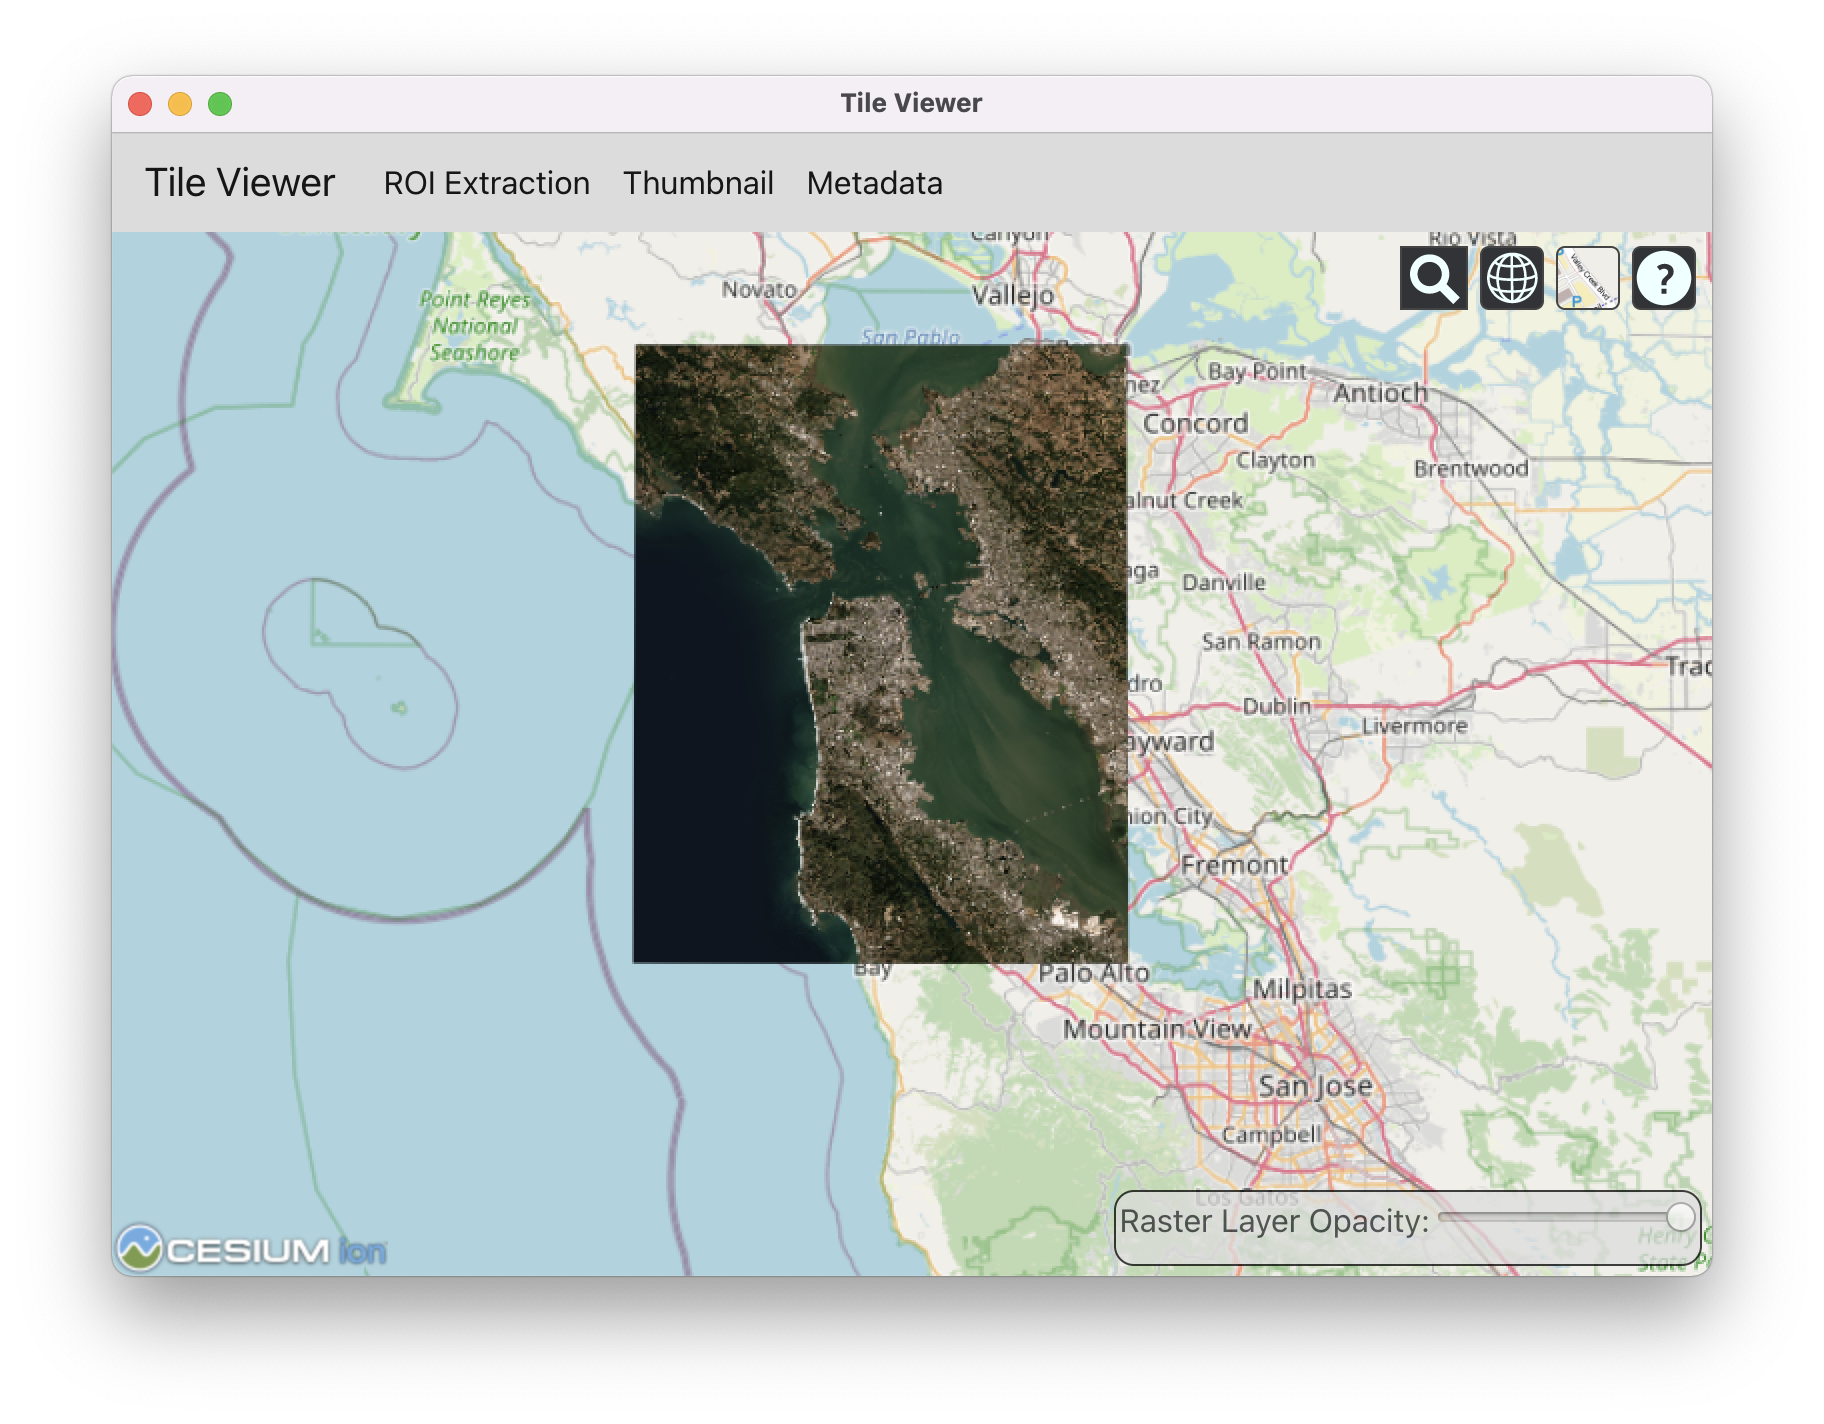 Tile Viewer
Tile Viewer ROI Extraction Thumbnail Metadata
Canyon
Rio Vista
Novato
Vallejo
Point Reyes
National
Seashore
San Pablo
Valley Creek Blvd
P
?
nez
Bay Point
Antioch
Concord
Clayton
Brentwood
alnut Creek
aga
Danville
San Ramon
Trac
dro
Dublin
Livermore
ayward
nion City
Fremont
Bay
Palo Alto
Milpitas
Mountain View
San Jose
Campbell
Los Gatos
Raster Layer Opacity:
Henry C
State P
CESIUM ion